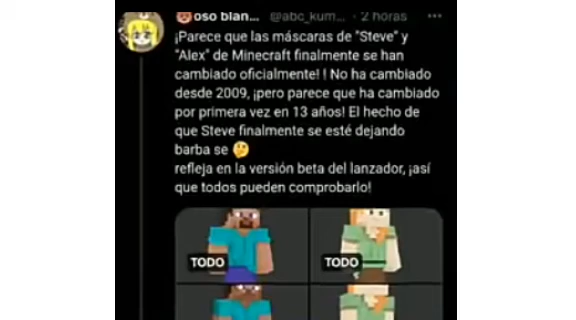 oso blan... @abc_kum... · 2 horas
¡Parece que las máscaras de "Steve" y
"Alex" de Minecraft finalmente se han
cambiado oficialmente! | No ha cambiado
desde 2009, ¡pero parece que ha cambiado
por primera vez en 13 años! El hecho de
que Steve finalmente se esté dejando
barba se 🤔
refleja en la versión beta del lanzador, ¡así
que todos pueden comprobarlo!
TODO TODO